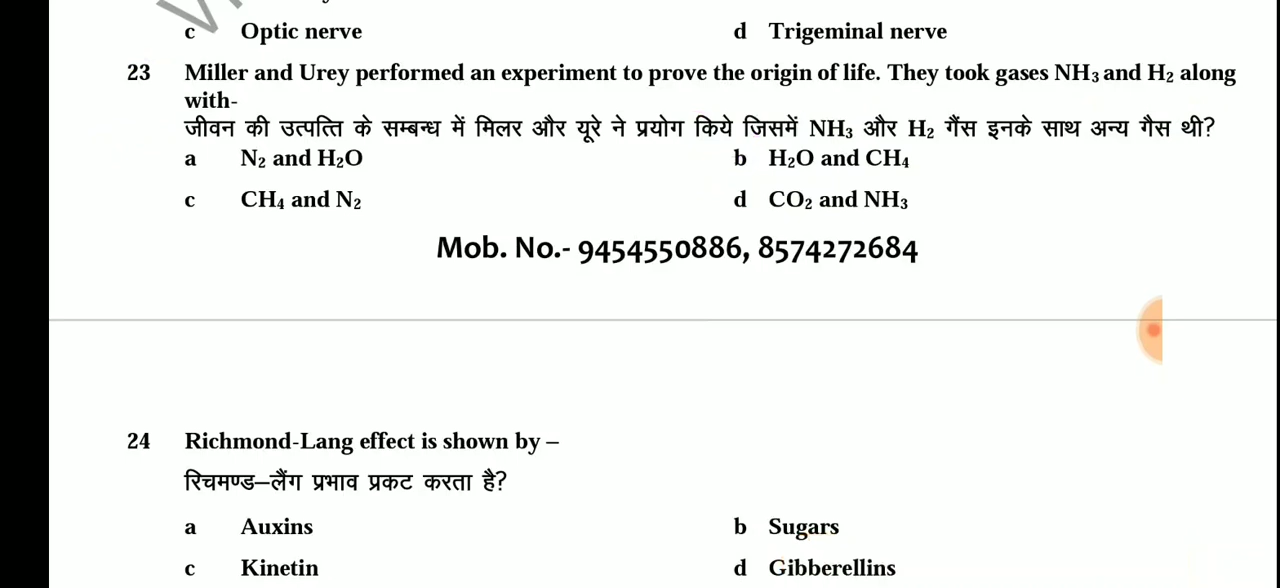 c Optic nerve d Trigeminal nerve
23 Miller and Urey performed an experiment to prove the origin of life. They took gases NH₃ and H₂ along
with-
जीवन की उत्पत्ति के सम्बन्ध में मिलर और यूरे ने प्रयोग किये जिसमें NH₃ और H₂ गैंस इनके साथ अन्य गैस थी?
a N₂ and H₂O b H₂O and CH₄
c CH₄ and N₂ d CO₂ and NH₃
Mob. No.- 9454550886, 8574272684
24 Richmond-Lang effect is shown by –
रिचमण्ड–लैंग प्रभाव प्रकट करता है?
a Auxins b Sugars
c Kinetin d Gibberellins